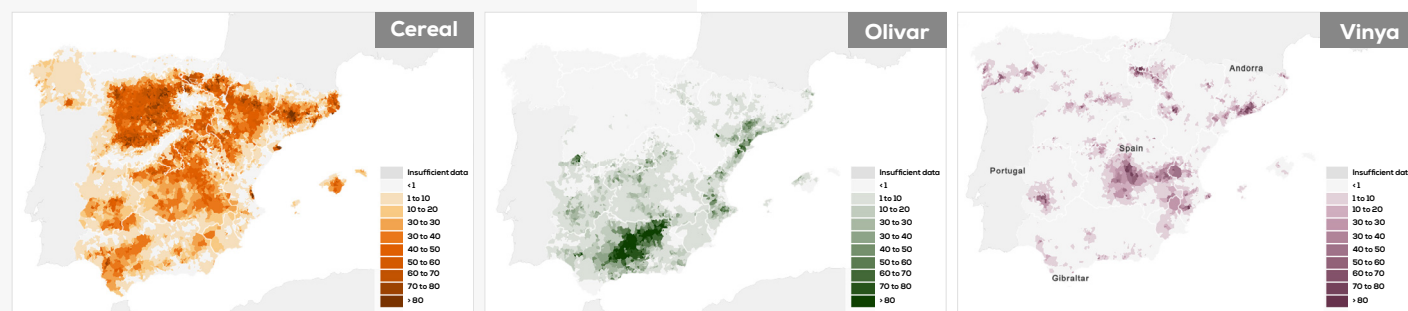 Cereal
Insufficient data
<1
1 to 10
10 to 20
30 to 30
30 to 40
40 to 50
50 to 60
60 to 70
70 to 80
> 80
Olivar
Insufficient data
<1
1 to 10
10 to 20
30 to 30
30 to 40
40 to 50
50 to 60
60 to 70
70 to 80
> 80
Vinya
Andorra
Spain
Portugal
Gibraltar
Insufficient dat
<1
1 to 10
10 to 20
30 to 30
30 to 40
40 to 50
50 to 60
60 to 70
70 to 80
> 80